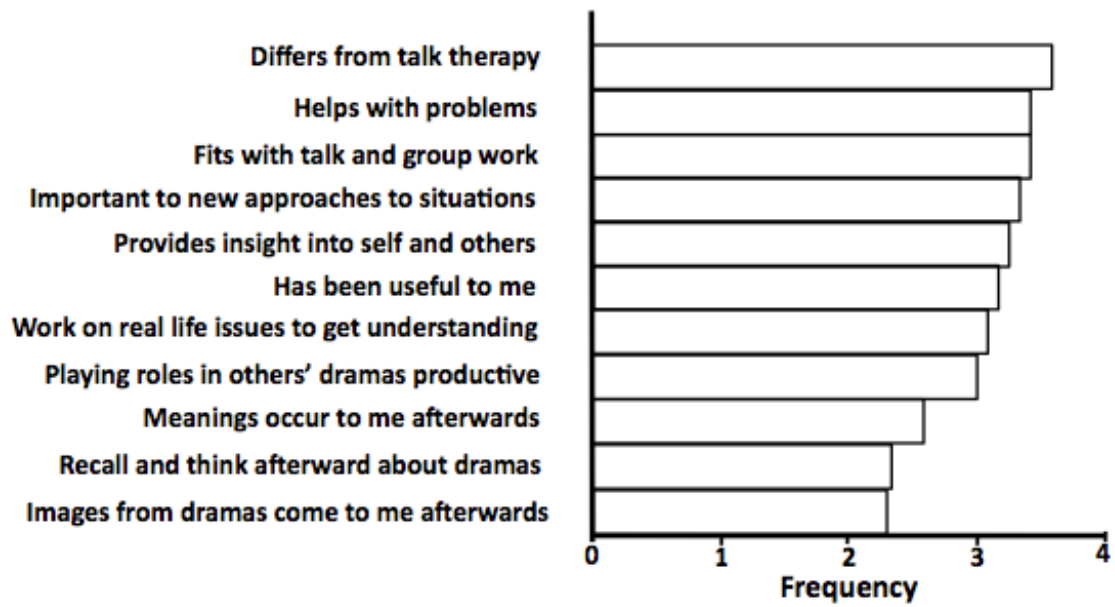 Differs from talk therapy
Helps with problems
Fits with talk and group work
Important to new approaches to situations
Provides insight into self and others
Has been useful to me
Work on real life issues to get understanding
Playing roles in others’ dramas productive
Meanings occur to me afterwards
Recall and think afterward about dramas
Images from dramas come to me afterwards
0 1 2 3 4
Frequency